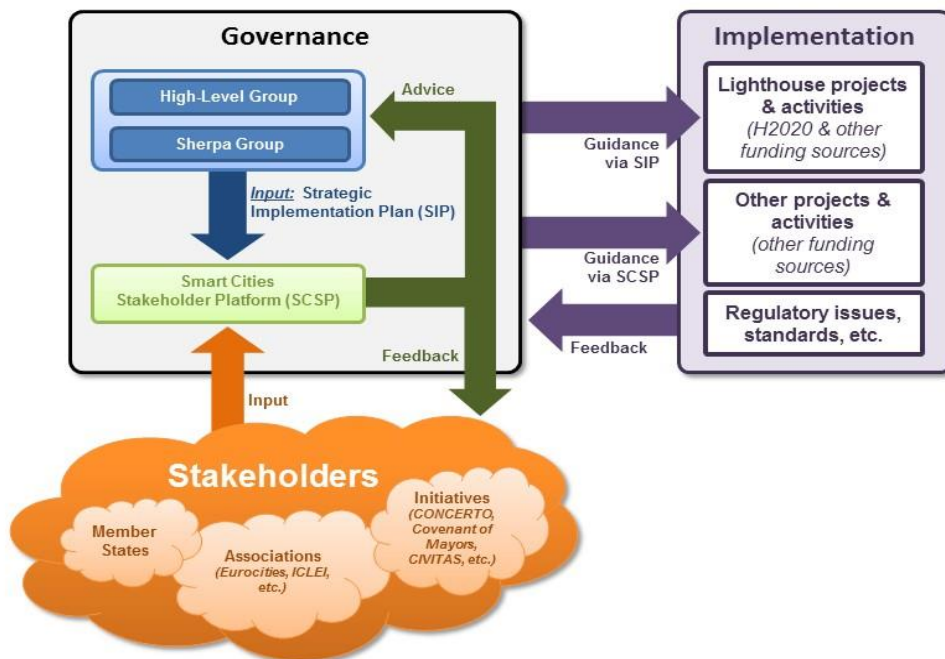 Governance
High-Level Group
Sherpa Group
Input: Strategic
Implementation Plan (SIP)
Smart Cities
Stakeholder Platform (SCSP)
Advice
Feedback
Input
Guidance
via SIP
Guidance
via SCSP
Feedback
Implementation
Lighthouse projects
& activities
(H2020 & other
funding sources)
Other projects &
activities
(other funding
sources)
Regulatory issues,
standards, etc.
Stakeholders
Member
States
Associations
(Eurocities, ICLEI,
etc.)
Initiatives
(CONCERTO,
Covenant of
Mayors,
CIVITAS, etc.)